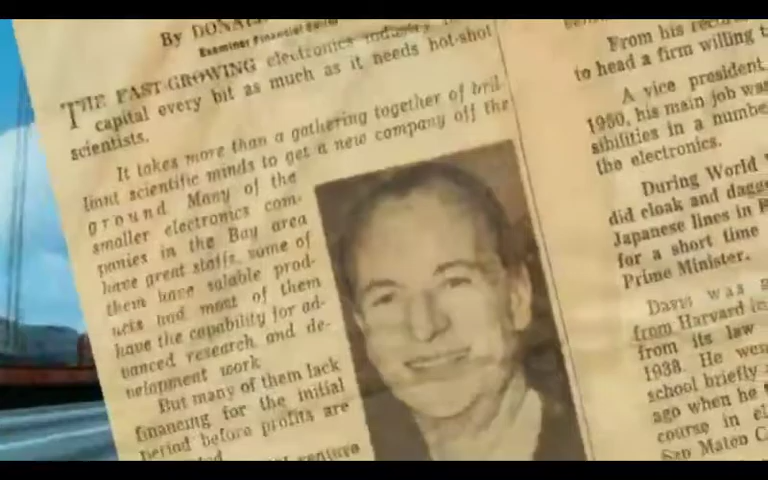 By DONAL
Examiner Financial Editor
THE FAST-GROWING electronics industry
capital every bit as much as it needs hot-shot
scientists.
It takes more than a gathering together of bril-
liant scientific minds to get a new company off the
ground. Many of the
smaller electronics com-
panies in the Bay area
have great staffs, some of
them have salable prod-
ucts and most of them
have the capability for ad-
vanced research and de-
velopment work
But many of them lack
financing for the initial
period before profits are
venture
From his record
to head a firm willing t
A vice president
1950, his main job was
sibilities in a numbe
the electronics.
During World
did cloak and dagg
Japanese lines in
for a short time
Prime Minister.
Davis was
from Harvard in
from its law
1938. He wen
school briefly
ago when he
course in el
San Mateo C